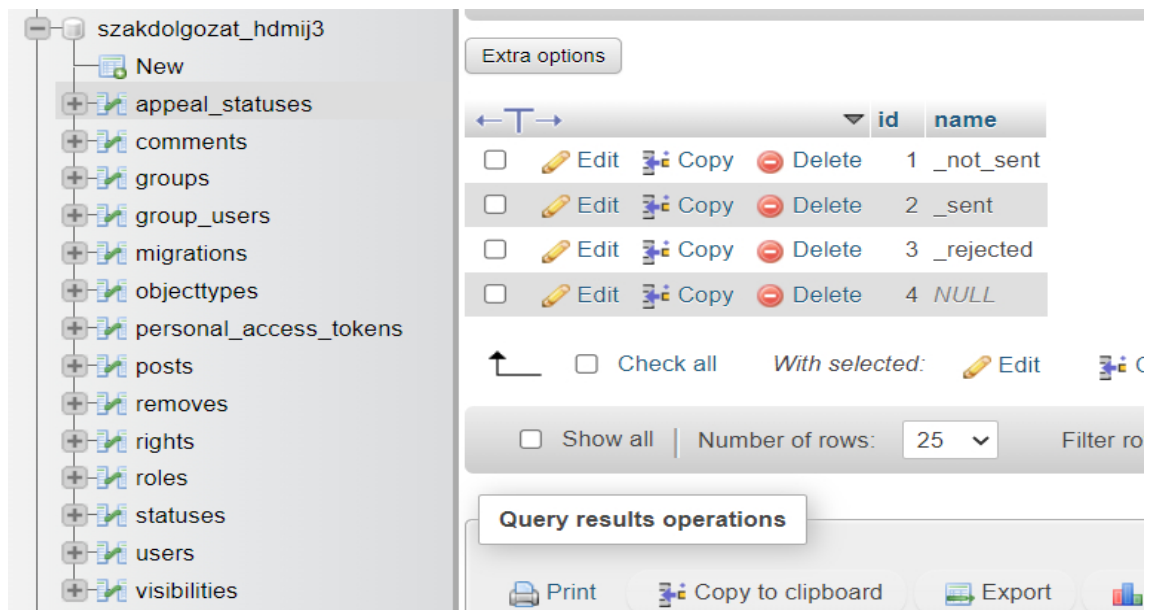 szakdolgozat_hdmij3
New
appeal_statuses
comments
groups
group_users
migrations
objecttypes
personal_access_tokens
posts
removes
rights
roles
statuses
users
visibilities
Extra options
←T→ id name
Edit Copy Delete 1 _not_sent
Edit Copy Delete 2 _sent
Edit Copy Delete 3 _rejected
Edit Copy Delete 4 NULL
Check all With selected: Edit
Show all Number of rows: 25 Filter
Query results operations
Print Copy to clipboard Export